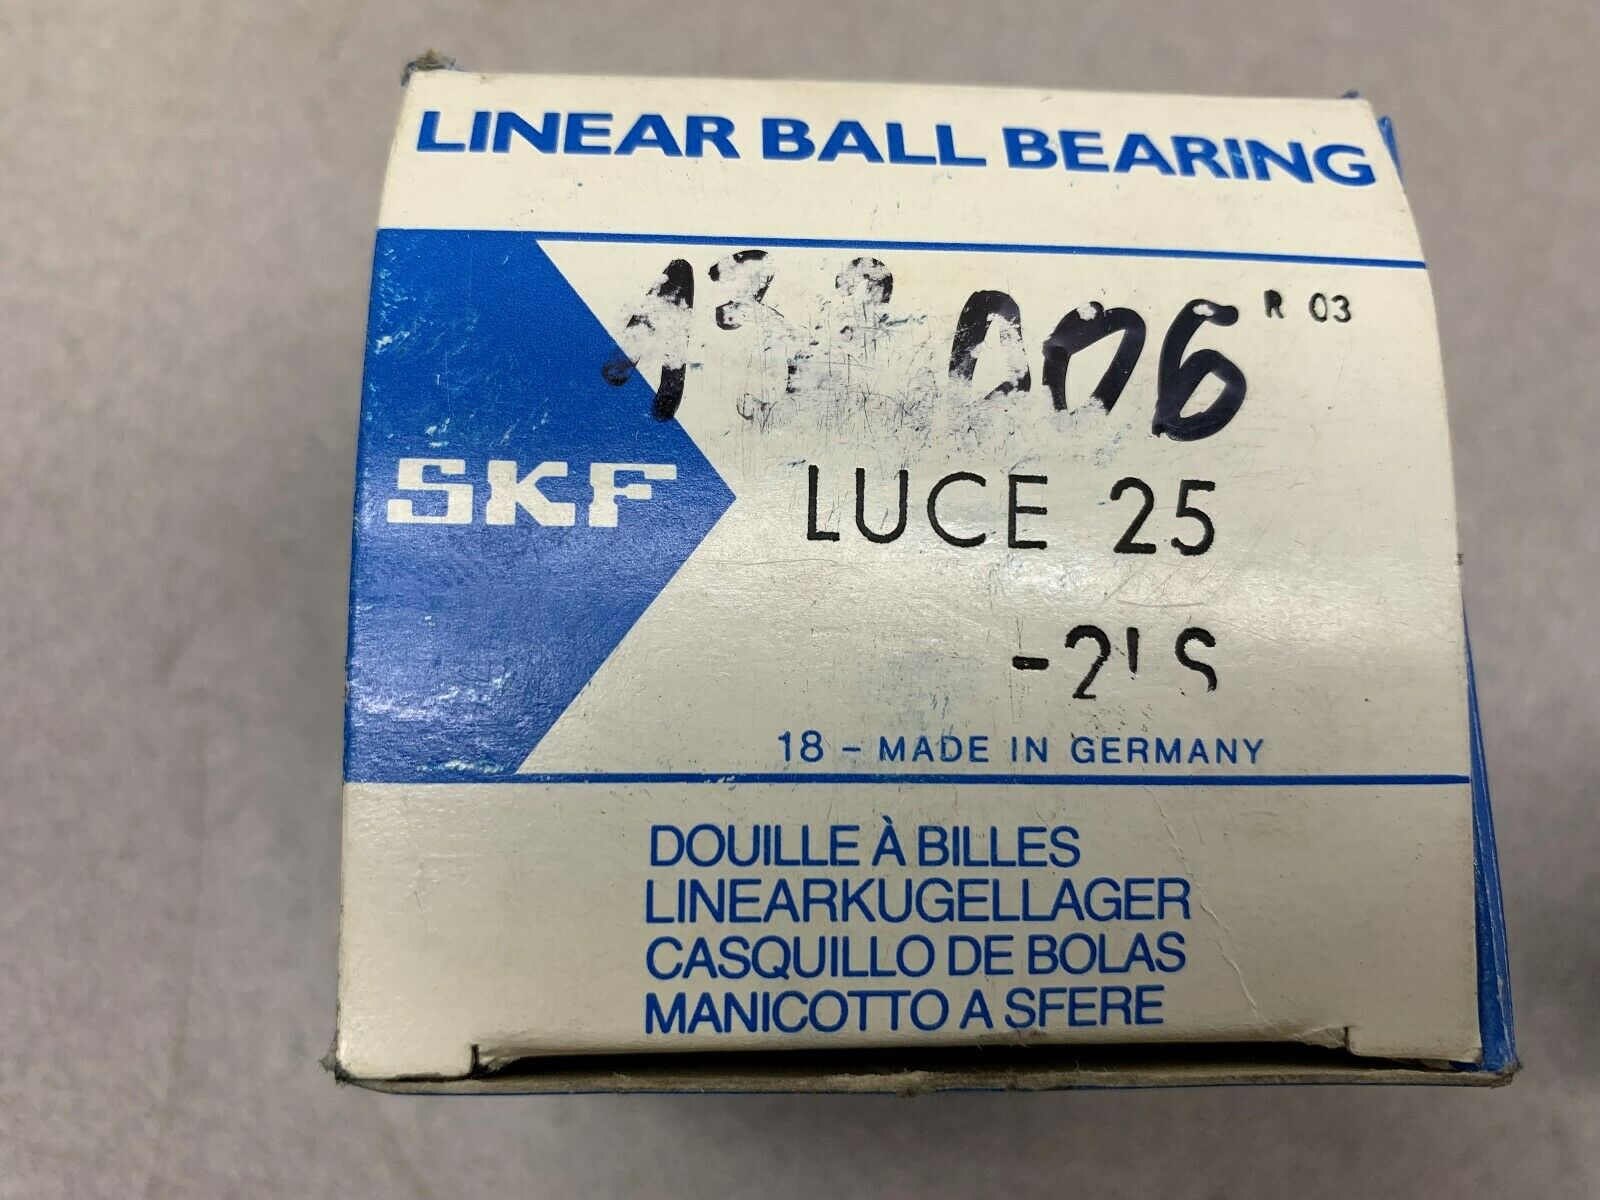 LINEAR BALL BEARING
006
R 03
SKF
LUCE 25
18 - MADE IN GERMANY
DOUILLE À BILLES
LINEARKUGELLAGER
CASQUILLO DE BOLAS
MANICOTTO A SFERE